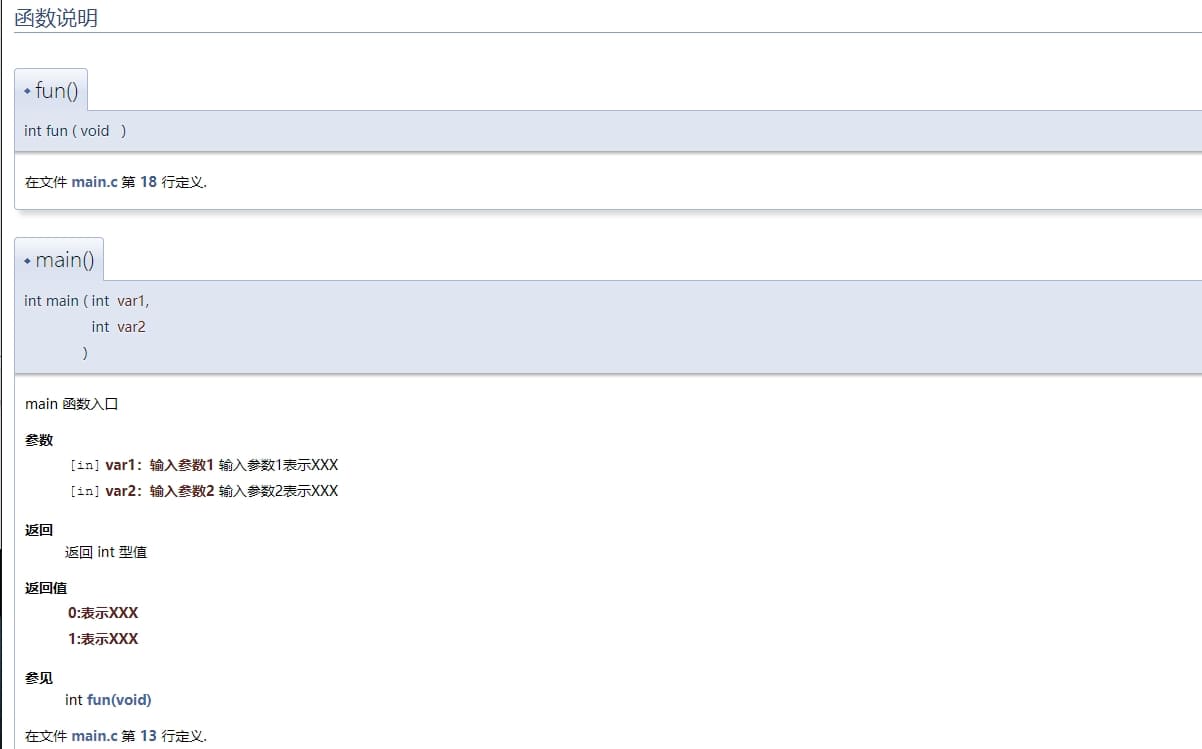 函数说明
◆ fun()
int fun ( void )
在文件 main.c 第 18 行定义.
◆ main()
int main ( int var1,
int var2
)
main 函数入口
参数
[in] var1：输入参数1 输入参数1表示XXX
[in] var2：输入参数2 输入参数2表示XXX
返回
返回 int 型值
返回值
0:表示XXX
1:表示XXX
参见
int fun(void)
在文件 main.c 第 13 行定义.